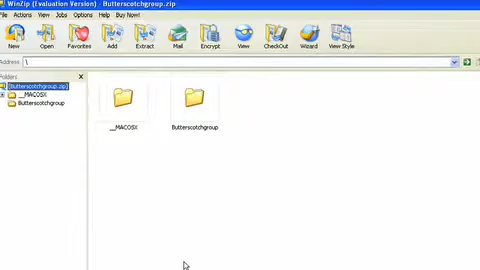 WinZip (Evaluation Version) - Butterscotchgroup.zip
File Actions View Jobs Options Help Buy Now!
New Open Favorites Add Extract Mail Encrypt View CheckOut Wizard View Style
Address \
Folders x
[Butterscotchgroup.zip]
__MACOSX
Butterscotchgroup
__MACOSX Butterscotchgroup